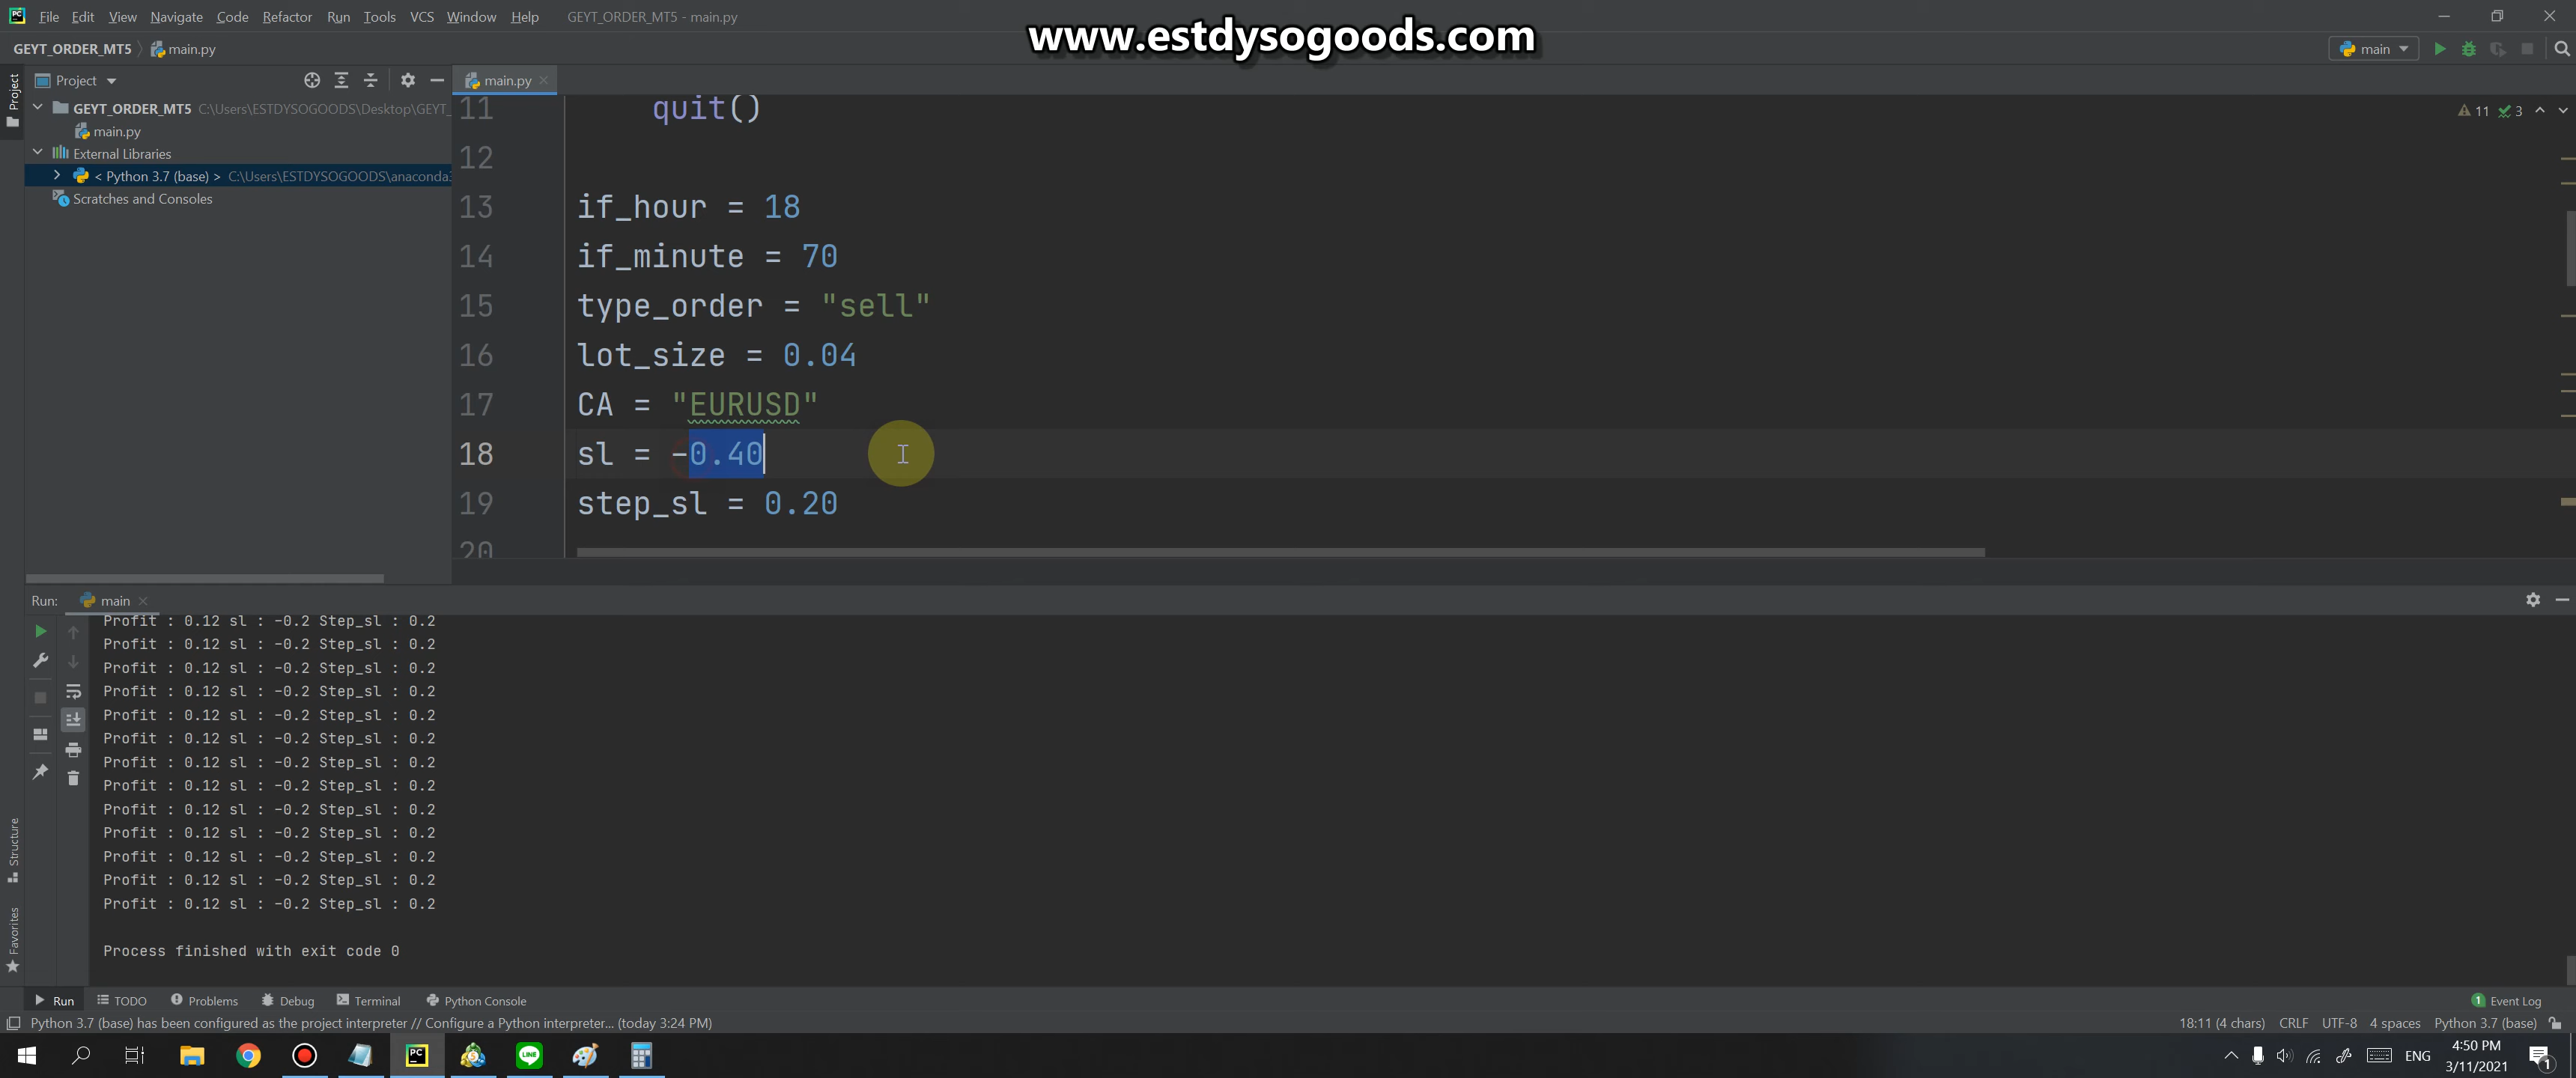 File Edit View Navigate Code Refactor Run Tools VCS Window Help GEYT_ORDER_MT5 - main.py
www.estdysogoods.com
GEYT_ORDER_MT5 main.py
main
Project
Project
main.py
GEYT_ORDER_MT5 C:\Users\ESTDYSOGOODS\Desktop\GEYT_
main.py
External Libraries
< Python 3.7 (base) > C:\Users\ESTDYSOGOODS\anaconda3
Scratches and Consoles
11 3
11 quit()
12
13 if_hour = 18
14 if_minute = 70
15 type_order = "sell"
16 lot_size = 0.04
17 CA = "EURUSD"
18 sl = -0.40
19 step_sl = 0.20
20
Run: main
Profit : 0.12 sl : -0.2 Step_sl : 0.2
Profit : 0.12 sl : -0.2 Step_sl : 0.2
Profit : 0.12 sl : -0.2 Step_sl : 0.2
Profit : 0.12 sl : -0.2 Step_sl : 0.2
Profit : 0.12 sl : -0.2 Step_sl : 0.2
Profit : 0.12 sl : -0.2 Step_sl : 0.2
Profit : 0.12 sl : -0.2 Step_sl : 0.2
Profit : 0.12 sl : -0.2 Step_sl : 0.2
Profit : 0.12 sl : -0.2 Step_sl : 0.2
Profit : 0.12 sl : -0.2 Step_sl : 0.2
Profit : 0.12 sl : -0.2 Step_sl : 0.2
Profit : 0.12 sl : -0.2 Step_sl : 0.2
Profit : 0.12 sl : -0.2 Step_sl : 0.2
Process finished with exit code 0
Structure
Favorites
Run TODO Problems Debug Terminal Python Console
1 Event Log
Python 3.7 (base) has been configured as the project interpreter // Configure a Python interpreter... (today 3:24 PM)
18:11 (4 chars) CRLF UTF-8 4 spaces Python 3.7 (base)
PC
LINE
ENG
4:50 PM
3/11/2021
1